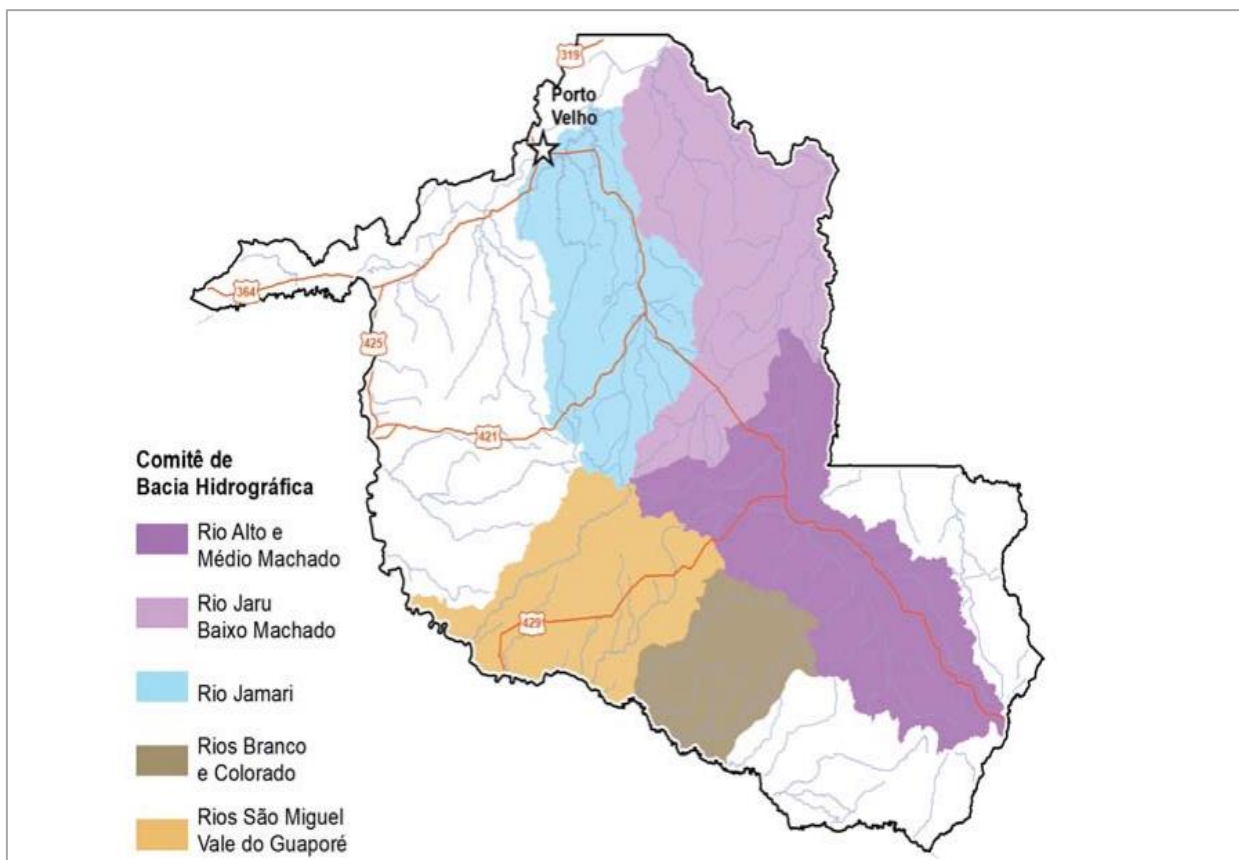 319
Porto
Velho
364
425
421
429
Comitê de
Bacia Hidrográfica
Rio Alto e
Médio Machado
Rio Jaru
Baixo Machado
Rio Jamari
Rios Branco
e Colorado
Rios São Miguel
Vale do Guaporé